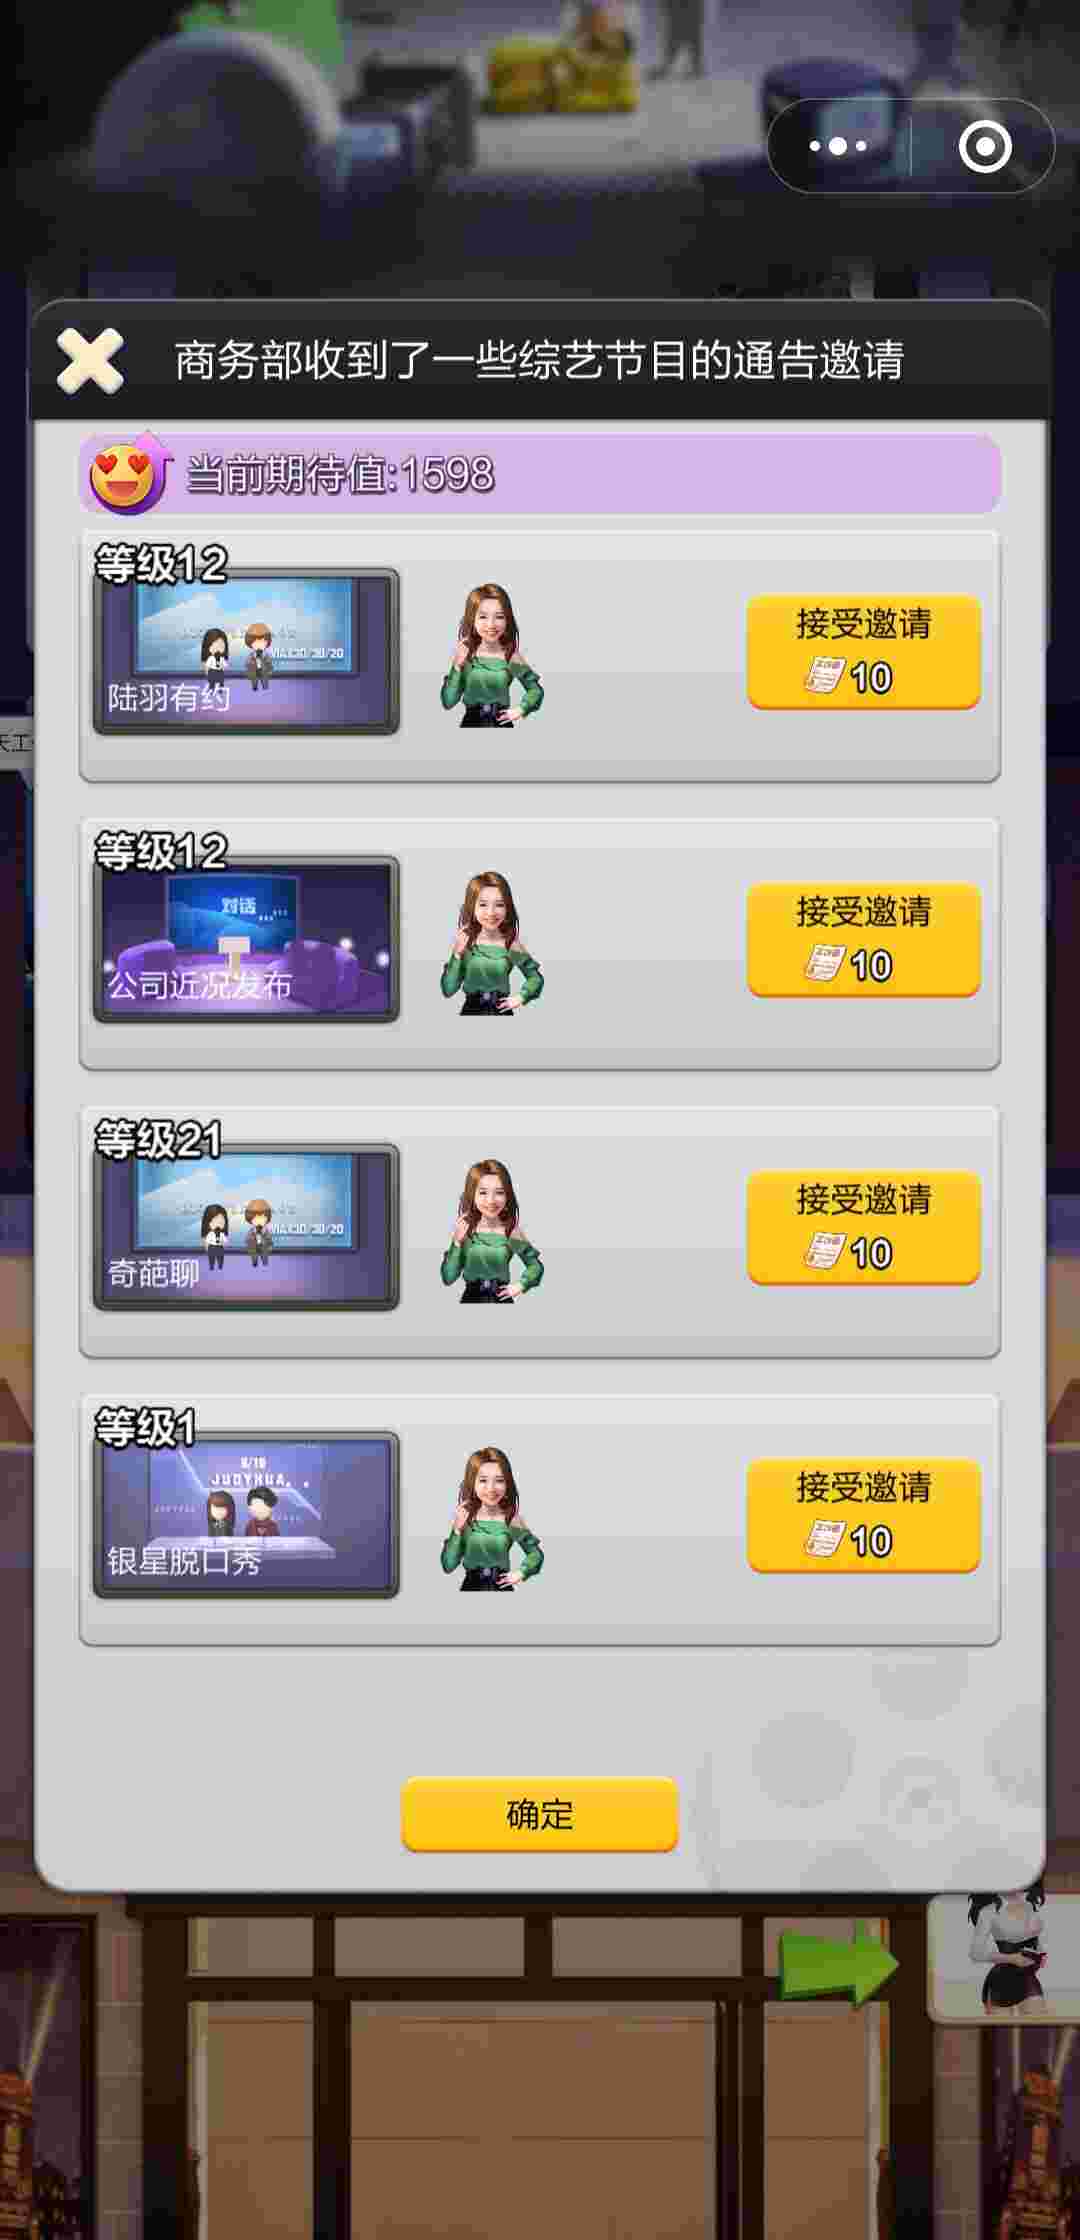 商务部收到了一些综艺节目的通告邀请
当前期待值:1598
等级12
陆羽有约
接受邀请
10
等级12
对话......
公司近况发布
接受邀请
10
等级21
奇葩聊
接受邀请
10
等级1
JUDYHUA..
银星脱口秀
接受邀请
10
确定